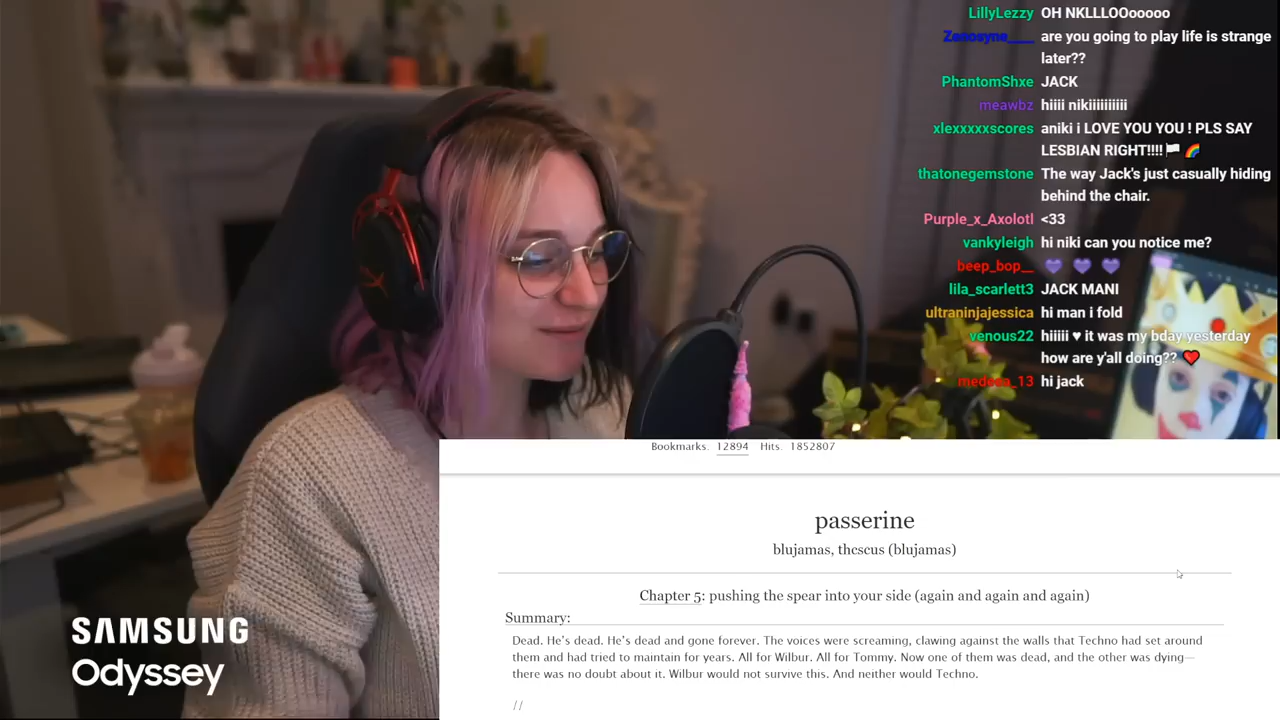 LillyLezzy OH NKLLLOOooooo
Zenosyne____ are you going to play life is strange
later??
PhantomShxe JACK
meawbz hiiii nikiiiiiiiiii
xlexxxxxscores aniki i LOVE YOU YOU ! PLS SAY
LESBIAN RIGHT!!!!🏳🌈
thatonegemstone The way Jack's just casually hiding
behind the chair.
Purple_x_Axolotl <33
vankyleigh hi niki can you notice me?
beep_bop__ 💜 💜 💜
lila_scarlett3 JACK MANI
ultraninjajessica hi man i fold
venous22 hiiiii ♥ it was my bday yesterday
how are y'all doing?? ❤
medeea_13 hi jack
Bookmarks: 12894 Hits: 1852807
passerine
blujamas, thcscus (blujamas)
Chapter 5: pushing the spear into your side (again and again and again)
Summary:
Dead. He's dead. He's dead and gone forever. The voices were screaming, clawing against the walls that Techno had set around
them and had tried to maintain for years. All for Wilbur. All for Tommy. Now one of them was dead, and the other was dying—
there was no doubt about it. Wilbur would not survive this. And neither would Techno.
//
SAMSUNG
Odyssey